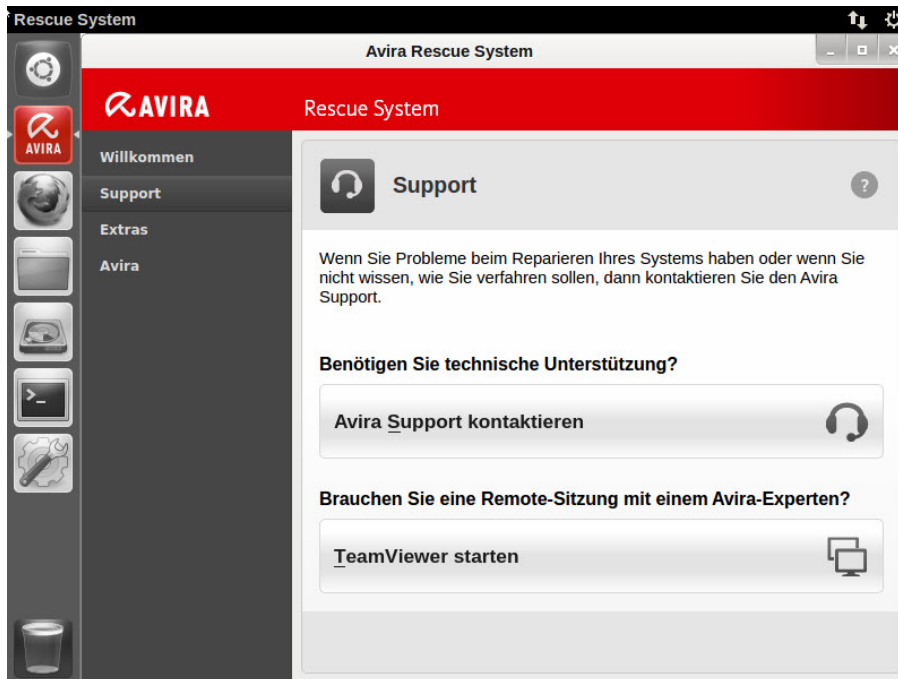 Rescue System
Avira Rescue System
AVIRA
Rescue System
AVIRA
Willkommen
Support
Extras
Avira
Support
?
Wenn Sie Probleme beim Reparieren Ihres Systems haben oder wenn Sie
nicht wissen, wie Sie verfahren sollen, dann kontaktieren Sie den Avira
Support.
Benötigen Sie technische Unterstützung?
Avira Support kontaktieren
Brauchen Sie eine Remote-Sitzung mit einem Avira-Experten?
TeamViewer starten
>_